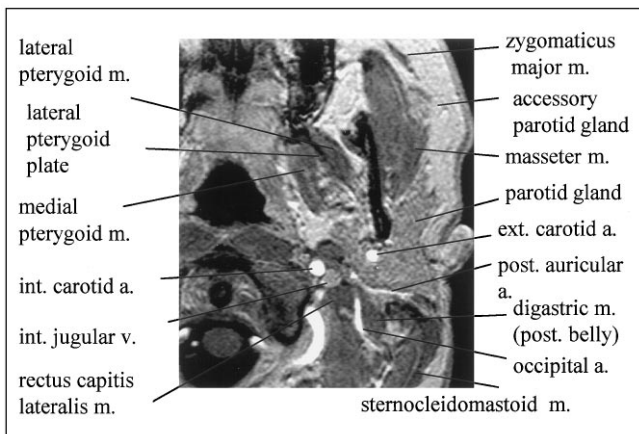 lateral
pterygoid m.
lateral
pterygoid
plate
medial
pterygoid m.
int. carotid a.
int. jugular v.
rectus capitis
lateralis m.
zygomaticus
major m.
accessory
parotid gland
masseter m.
parotid gland
ext. carotid a.
post. auricular
a.
digastric m.
(post. belly)
occipital a.
sternocleidomastoid m.